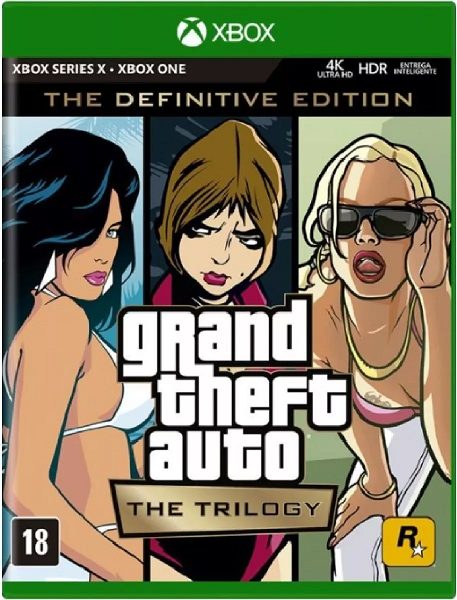 XBOX
XBOX SERIES X • XBOX ONE
4K ULTRA HD HDR ENTREGA INTELIGENTE
THE DEFINITIVE EDITION
grand
theft
auto
THE TRILOGY
18
R